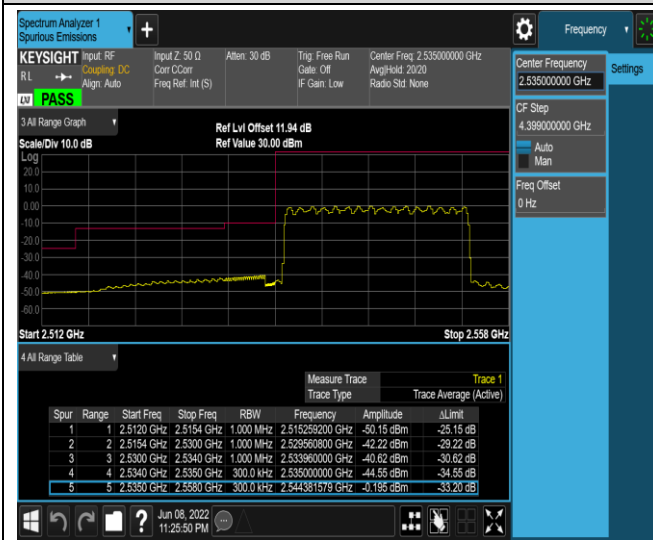 Spectrum Analyzer 1
Spurious Emissions
+
Frequency
KEYSIGHT Input: RF Input Z: 50 Ω Atten: 30 dB Trig: Free Run Center Freq: 2.535000000 GHz
RL Coupling: DC Corr CCorr Gate: Off Avg|Hold: 20/20
Align: Auto Freq Ref: Int (S) IF Gain: Low Radio Std: None
LXI PASS
Center Frequency
2.535000000 GHz
Settings
CF Step
4.399000000 GHz
Auto
Man
Freq Offset
0 Hz
3 All Range Graph
Ref Lvl Offset 11.94 dB
Scale/Div 10.0 dB Ref Value 30.00 dBm
Log
20.0
10.0
0.00
-10.0
-20.0
-30.0
-40.0
-50.0
-60.0
Start 2.512 GHz Stop 2.558 GHz
4 All Range Table
Measure Trace Trace 1
Trace Type Trace Average (Active)
Spur Range Start Freq Stop Freq RBW Frequency Amplitude ΔLimit
1 1 2.5120 GHz 2.5154 GHz 1.000 MHz 2.515259200 GHz -50.15 dBm -25.15 dB
2 2 2.5154 GHz 2.5300 GHz 1.000 MHz 2.529560800 GHz -42.22 dBm -29.22 dB
3 3 2.5300 GHz 2.5340 GHz 1.000 MHz 2.533960000 GHz -40.62 dBm -30.62 dB
4 4 2.5340 GHz 2.5350 GHz 300.0 kHz 2.535000000 GHz -44.55 dBm -34.55 dB
5 5 2.5350 GHz 2.5580 GHz 300.0 kHz 2.544381579 GHz -0.195 dBm -33.20 dB
?
Jun 08, 2022
11:25:50 PM